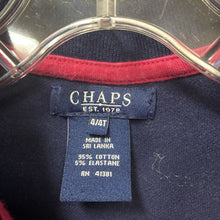 CHAPS
EST. 1978
4/4T
MADE IN
SRI LANKA
95% COTTON
5% ELASTANE
RN 41381